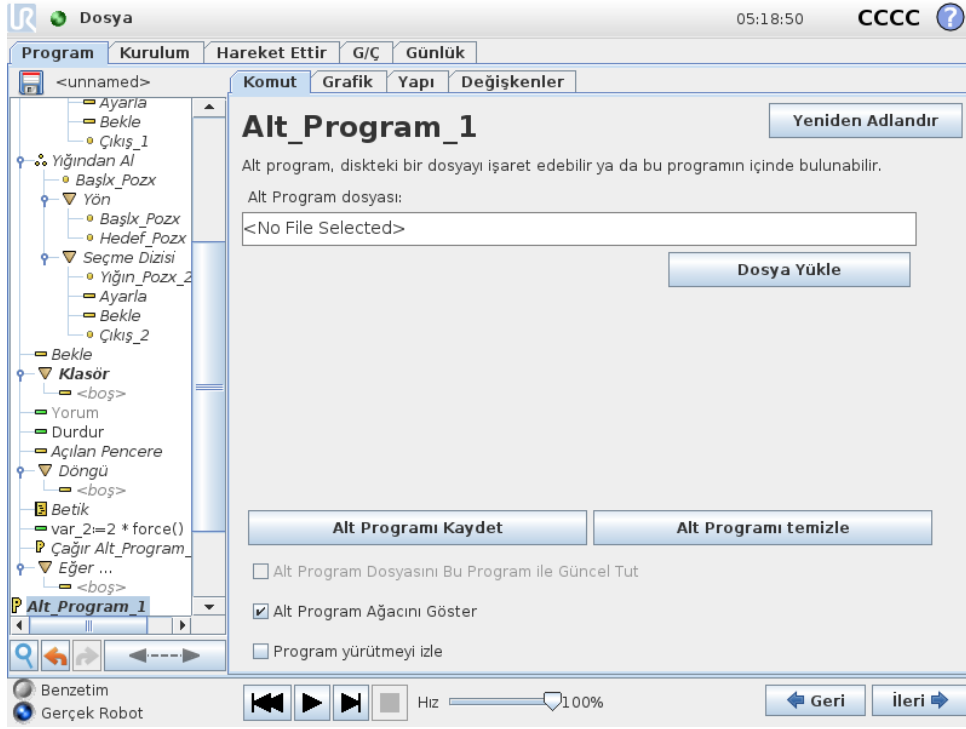 UR Dosya 05:18:50 CCCC ?
Program Kurulum Hareket Ettir G/Ç Günlük
<unnamed>
Komut Grafik Yapı Değişkenler
Ayarla
Bekle
Çıkış_1
Yığından Al
Başlx_Pozx
Yön
Başlx_Pozx
Hedef_Pozx
Seçme Dizisi
Yığın_Pozx_2
Ayarla
Bekle
Çıkış_2
Bekle
Klasör
<boş>
Yorum
Durdur
Açılan Pencere
Döngü
<boş>
Betik
var_2:=2 * force()
Çağır Alt_Program_
Eğer ...
<boş>
Alt_Program_1
Alt_Program_1
Yeniden Adlandır
Alt program, diskteki bir dosyayı işaret edebilir ya da bu programın içinde bulunabilir.
Alt Program dosyası:
<No File Selected>
Dosya Yükle
Alt Programı Kaydet Alt Programı temizle
Alt Program Dosyasını Bu Program ile Güncel Tut
Alt Program Ağacını Göster
Program yürütmeyi izle
Benzetim
Gerçek Robot
Hız 100%
Geri İleri